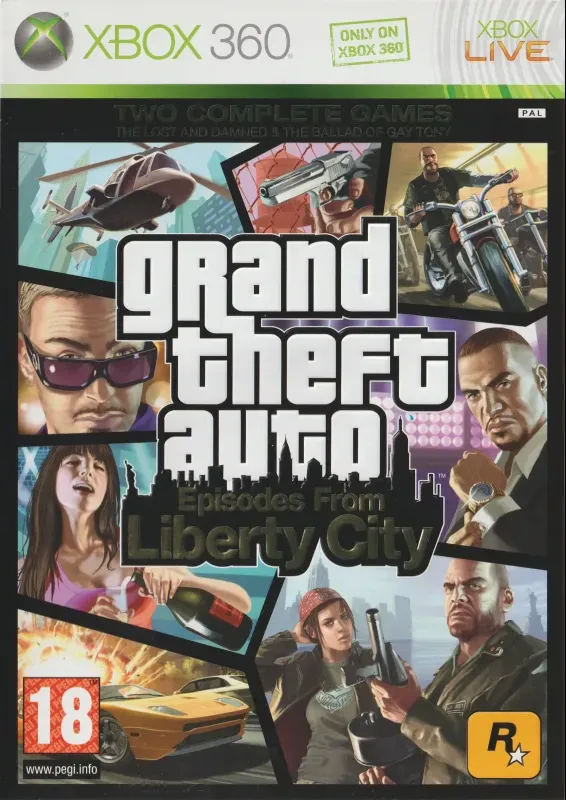 XBOX 360
ONLY ON
XBOX 360
XBOX
LIVE
TWO COMPLETE GAMES
THE LOST AND DAMNED & THE BALLAD OF GAY TONY
PAL
grand
theft
auto
TM
Episodes From
Liberty City
18
www.pegi.info
R